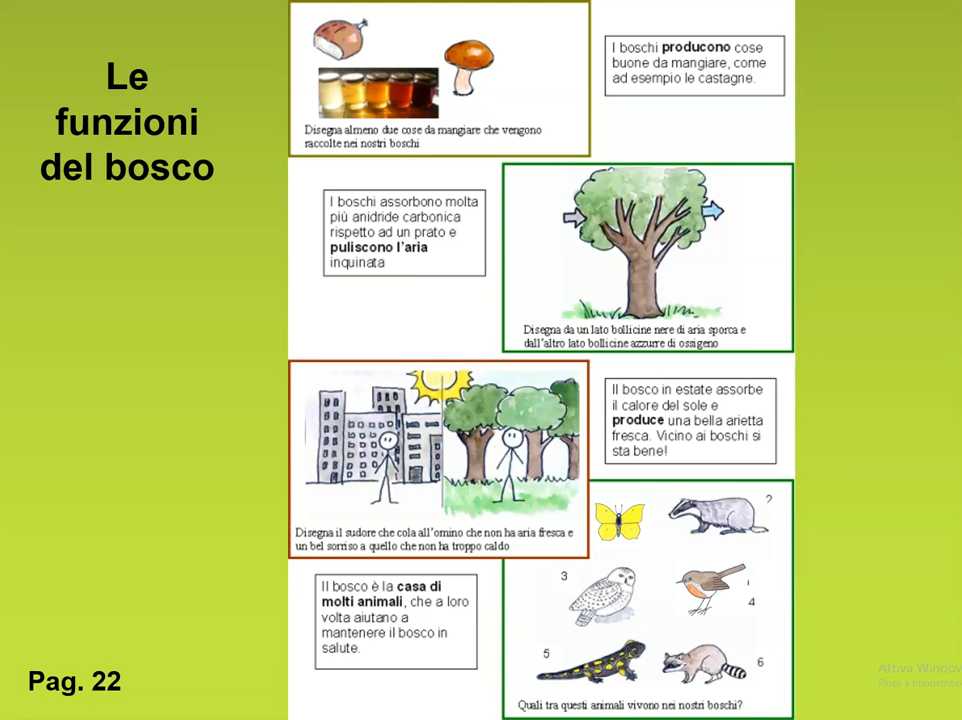 Le
funzioni
del bosco
I boschi producono cose
buone da mangiare, come
ad esempio le castagne.
Disegna almeno due cose da mangiare che vengono
raccolte nei nostri boschi
I boschi assorbono molta
più anidride carbonica
rispetto ad un prato e
puliscono l'aria
inquinata
Disegna da un lato bollicine nere di aria sporca e
dall'altro lato bollicine azzurre di ossigeno
Il bosco in estate assorbe
il calore del sole e
produce una bella arietta
fresca. Vicino ai boschi si
sta bene!
Disegna il sudore che cola all'omino che non ha aria fresca e
un bel sorriso a quello che non ha troppo caldo
Il bosco è la casa di
molti animali, che a loro
volta aiutano a
mantenere il bosco in
salute.
3
4
5
6
Quali tra questi animali vivono nei nostri boschi?
Pag. 22
Attiva Window